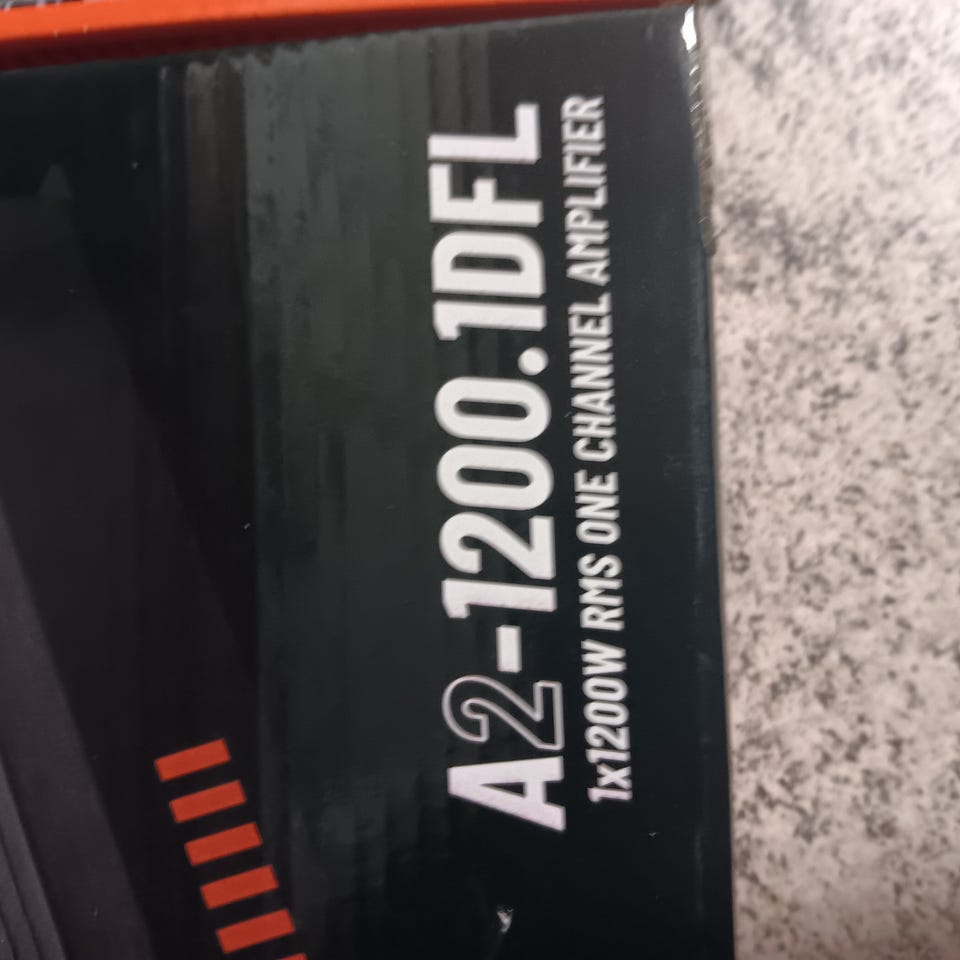 A2-1200.1DFL
1x1200W RMS ONE CHANNEL AMPLIFIER